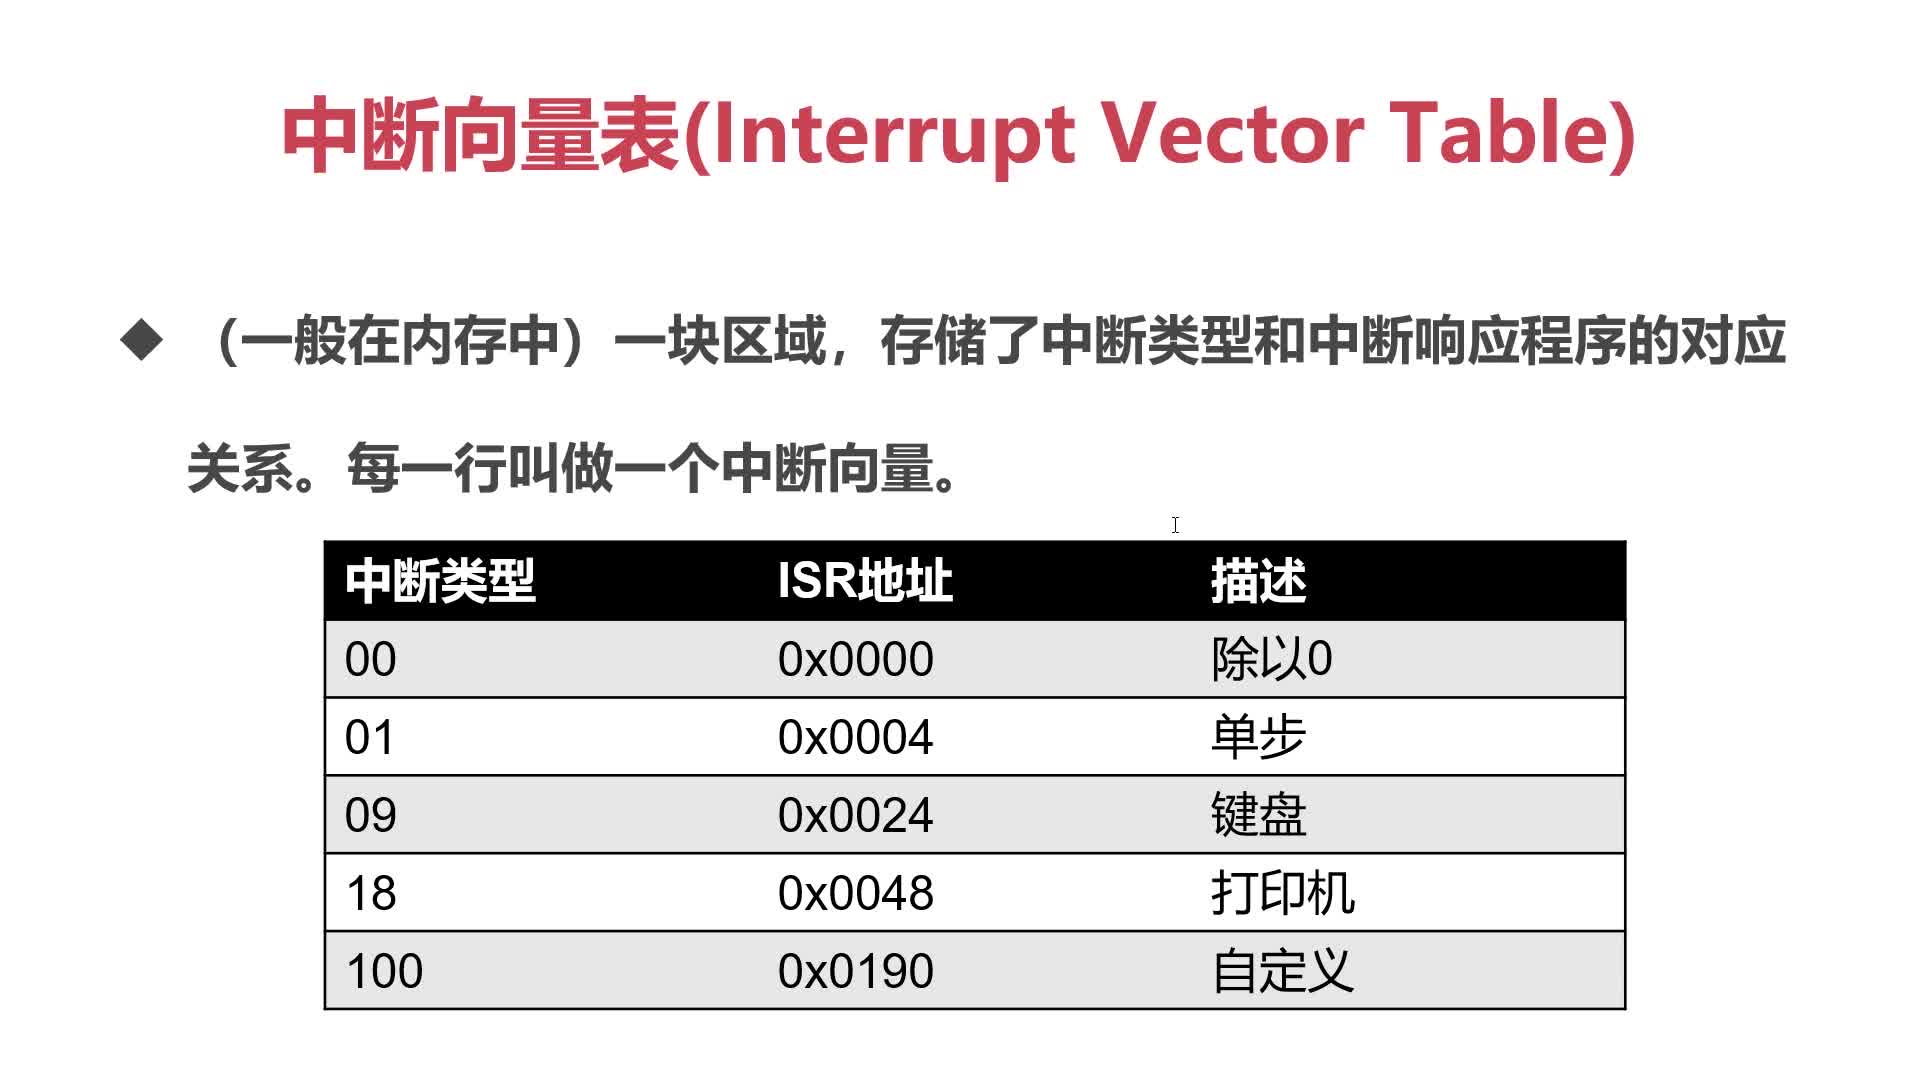 中断向量表(Interrupt Vector Table)
◆ （一般在内存中）一块区域，存储了中断类型和中断响应程序的对应
关系。每一行叫做一个中断向量。
中断类型 ISR地址 描述
00 0x0000 除以0
01 0x0004 单步
09 0x0024 键盘
18 0x0048 打印机
100 0x0190 自定义